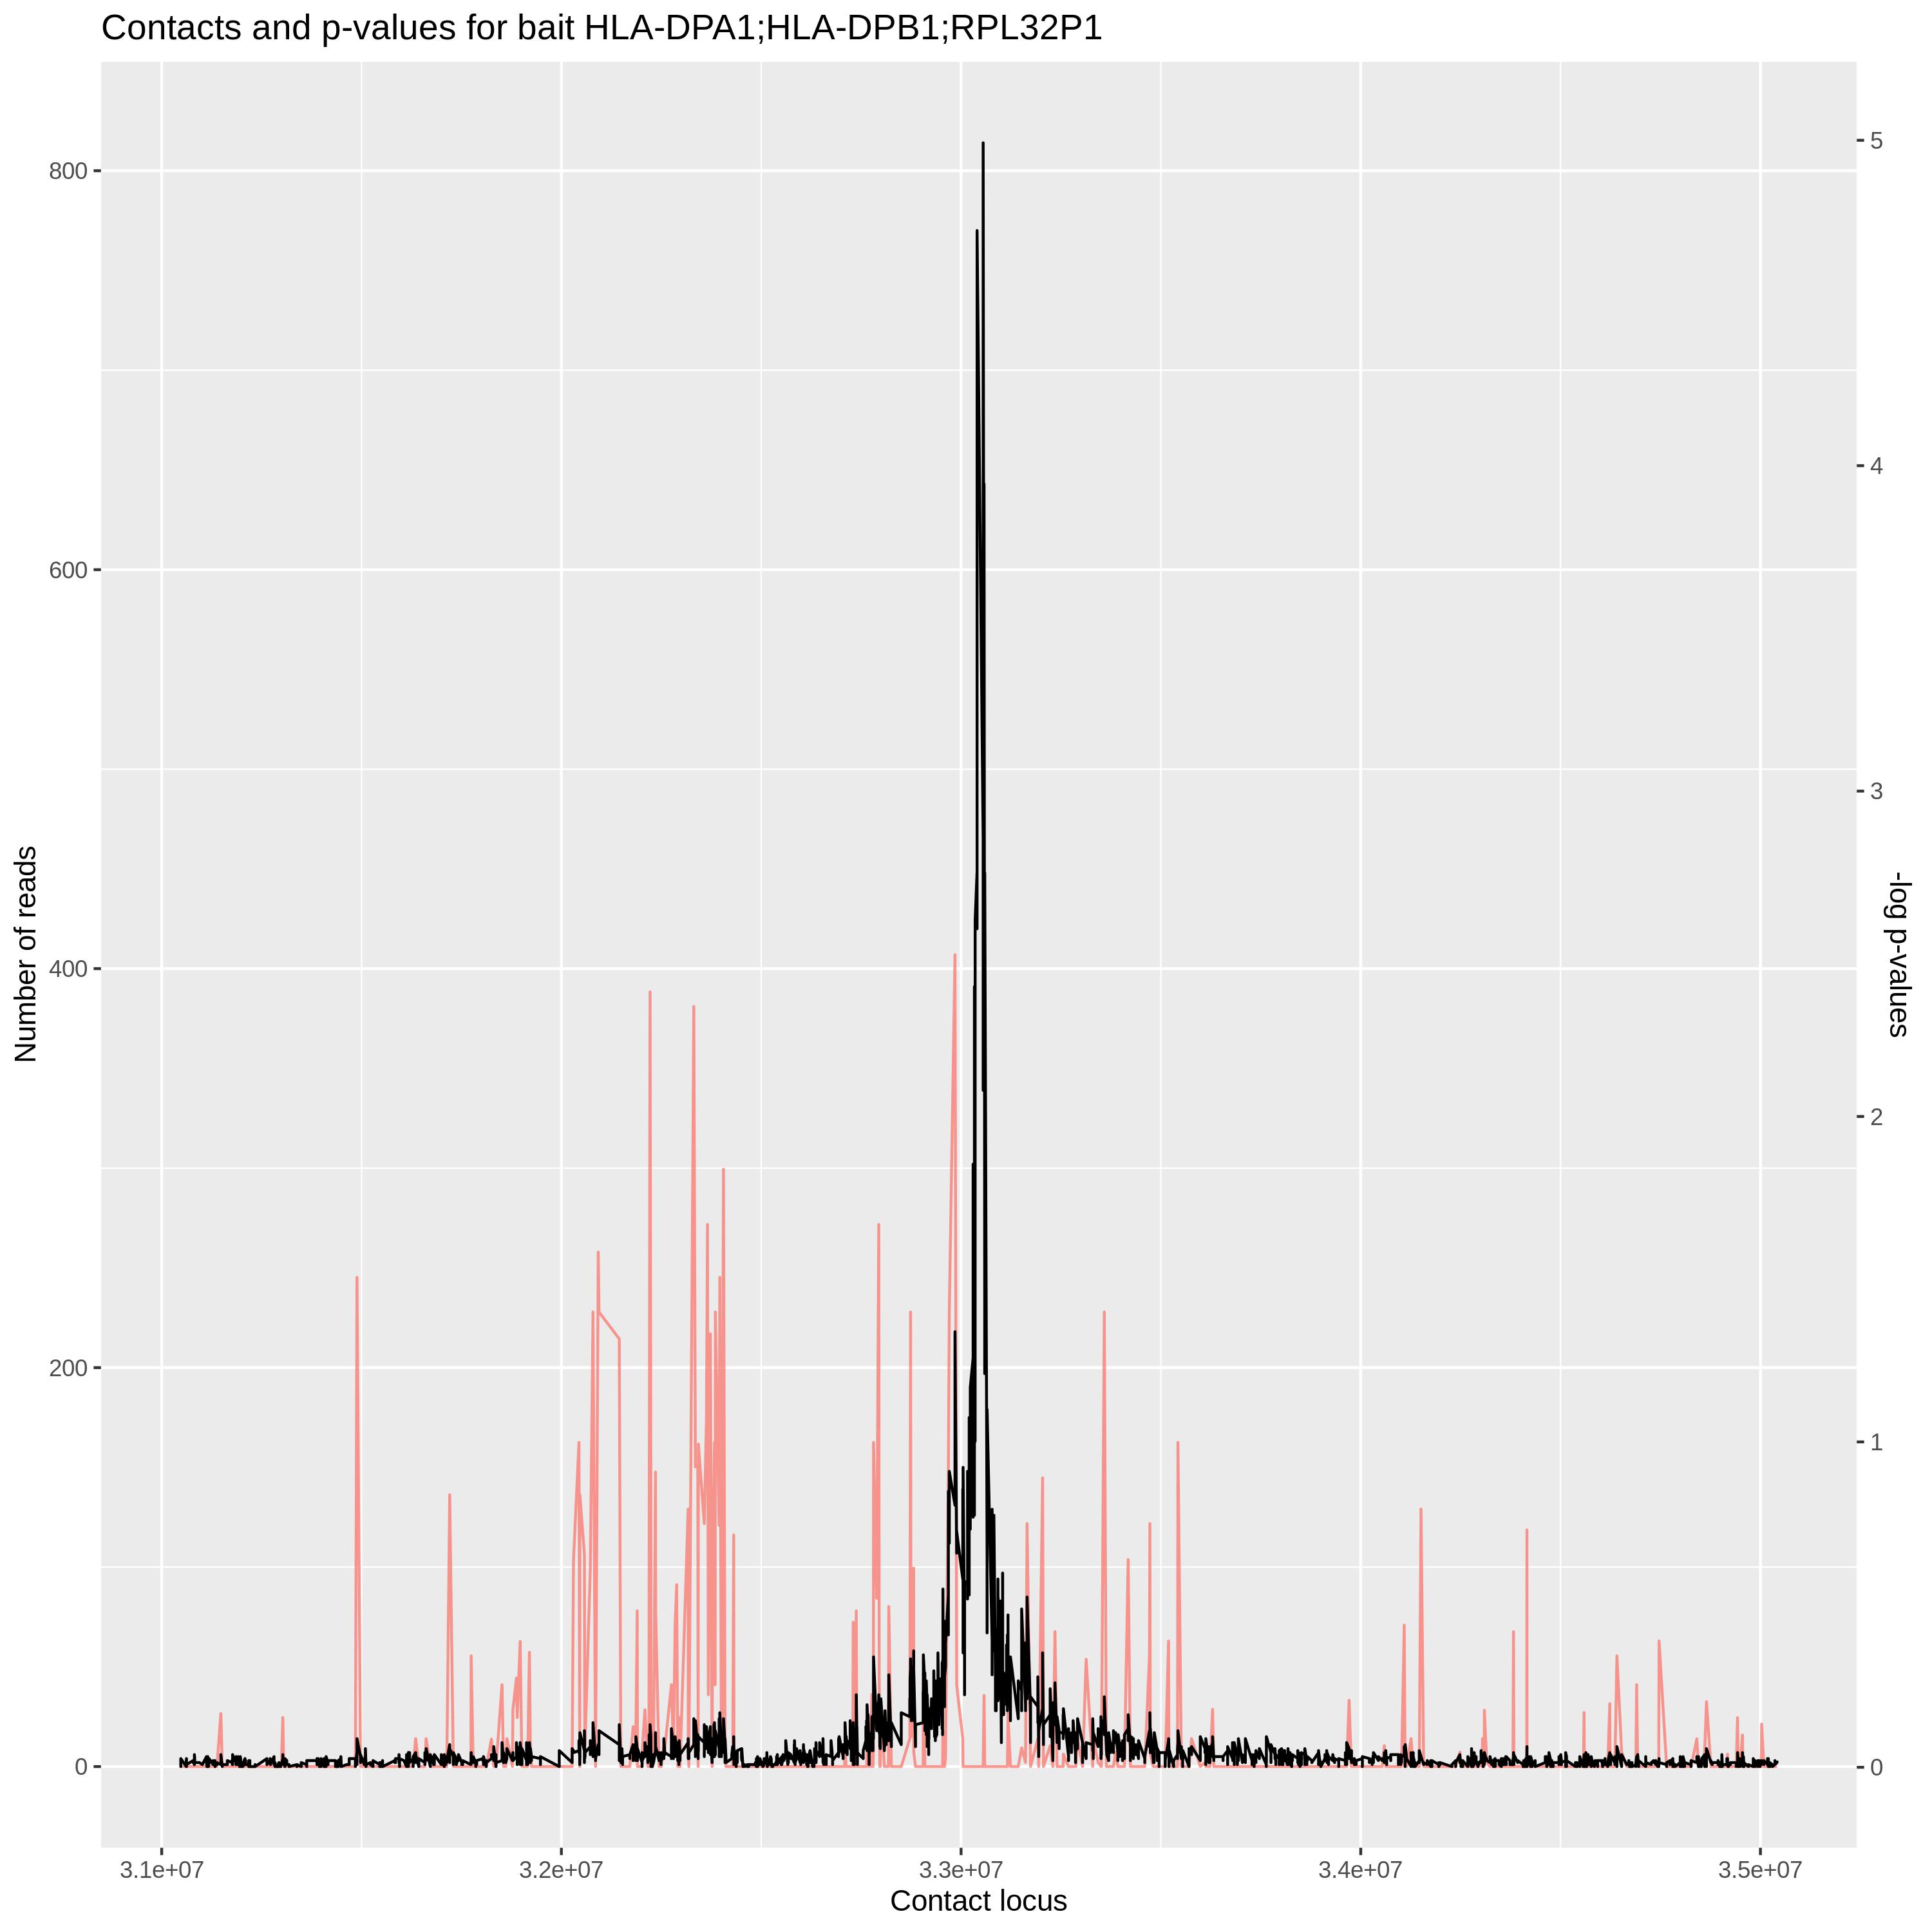 Contacts and p-values for bait HLA-DPA1;HLA-DPB1;RPL32P1
800
600
400
200
0
Number of reads
5
4
3
2
1
0
-log p-values
3.1e+07 3.2e+07 3.3e+07 3.4e+07 3.5e+07
Contact locus